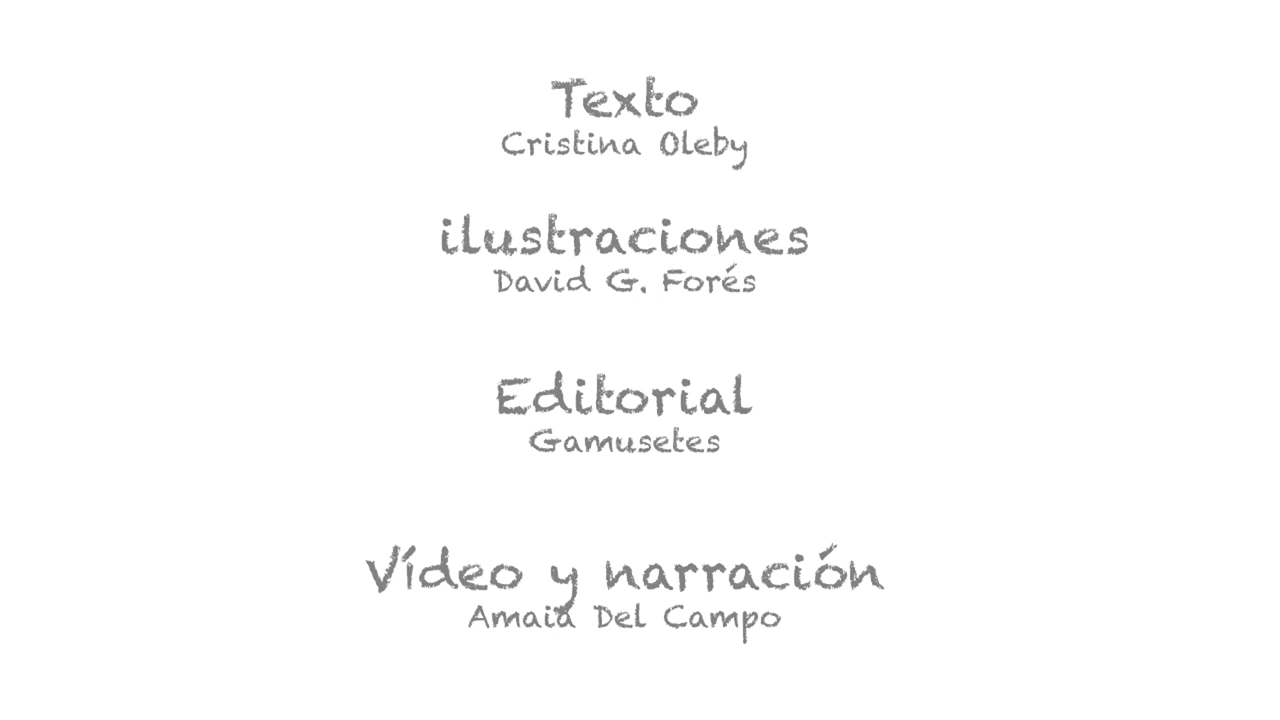 Texto
Cristina Oleby
ilustraciones
David G. Forés
Editorial
Gamusetes
Vídeo y narración
Amaia Del Campo